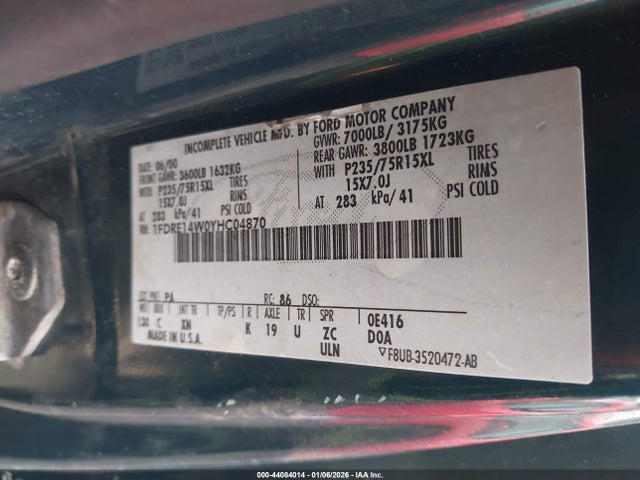 INCOMPLETE VEHICLE MFD. BY FORD MOTOR COMPANY
DATE: 06/00 GVWR: 7000LB/ 3175KG
FRONT GAWR: 3600LB 1632KG REAR GAWR: 3800LB 1723KG
WITH P235/75R15XL TIRES WITH P235/75R15XL TIRES
15X7.0J RIMS 15X7.0J RIMS
AT 283 kPa/41 PSI COLD AT 283 kPa/41 PSI COLD
VIN: 1FDRE14W0YHC04870
EXT PNT: PA RC: 86 DSO:
WB BRK INT TR TP/PS R AXLE TR SPR
138 C XN K 19 U ZC 0E416
MADE IN U.S.A. ULN DOA
▽F8UB-3520472-AB
000-44084014 - 01/06/2026 - IAA Inc.